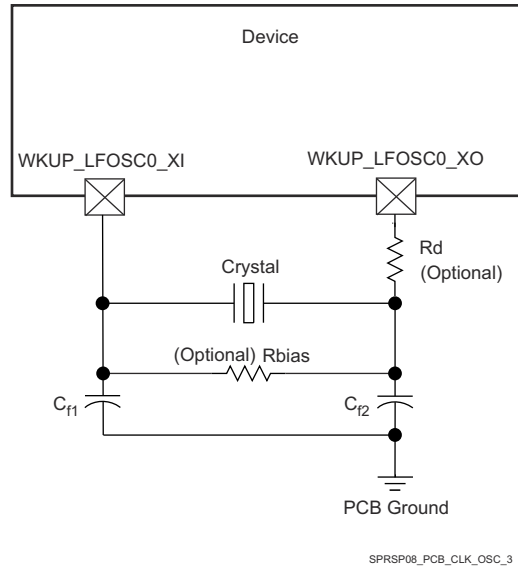 Device
WKUP_LFOSC0_XI
WKUP_LFOSC0_XO
Rd
(Optional)
Crystal
(Optional) Rbias
Cf1
Cf2
PCB Ground
SPRSP08_PCB_CLK_OSC_3